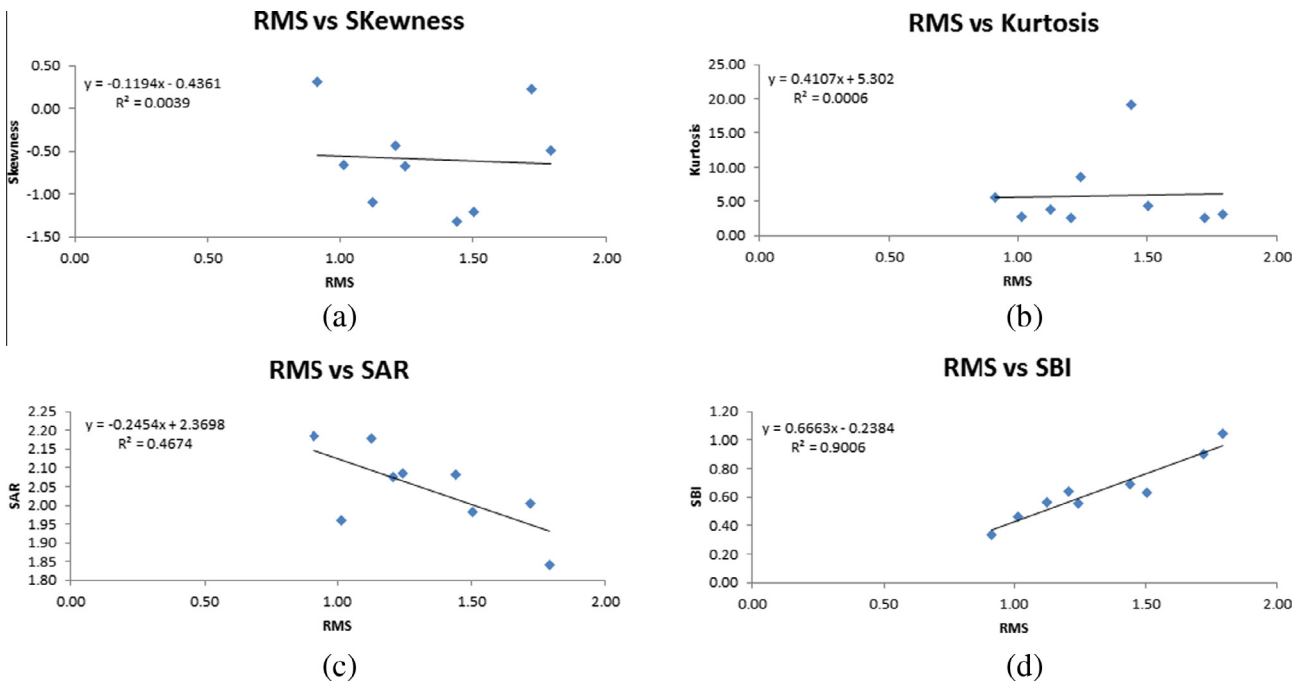 RMS vs SKewness
y = -0.1194x - 0.4361
R² = 0.0039
0.50
0.00
-0.50
-1.00
-1.50
Skewness
0.00 0.50 1.00 1.50 2.00
RMS
(a)
RMS vs Kurtosis
y = 0.4107x + 5.302
R² = 0.0006
25.00
20.00
15.00
10.00
5.00
0.00
Kurtosis
0.00 0.50 1.00 1.50 2.00
RMS
(b)
RMS vs SAR
y = -0.2454x + 2.3698
R² = 0.4674
2.25
2.20
2.15
2.10
2.05
2.00
1.95
1.90
1.85
1.80
SAR
0.00 0.50 1.00 1.50 2.00
RMS
(c)
RMS vs SBI
y = 0.6663x - 0.2384
R² = 0.9006
1.20
1.00
0.80
0.60
0.40
0.20
0.00
SBI
0.00 0.50 1.00 1.50 2.00
RMS
(d)